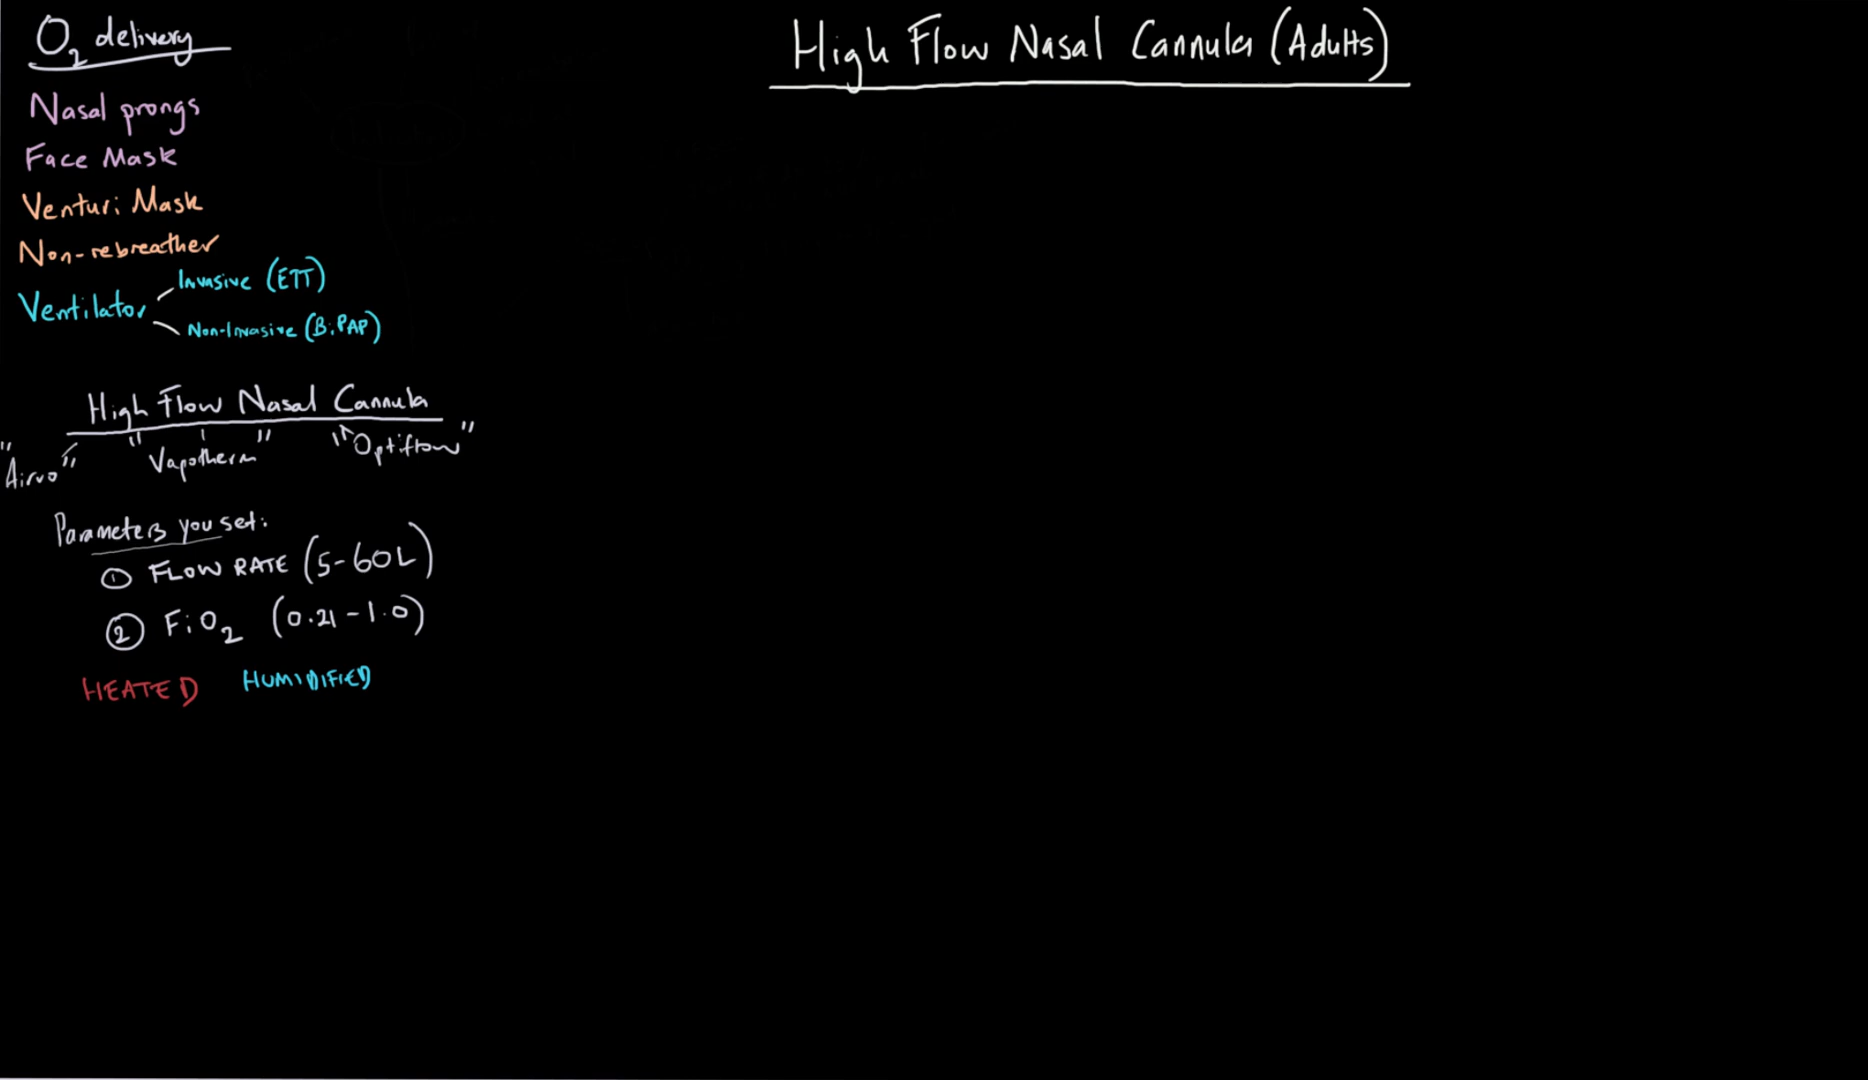 High Flow Nasal Cannula (Adults)
O2 delivery
Nasal prongs
Face Mask
Venturi Mask
Non-rebreather
Ventilator
Invasive (ETT)
Non-Invasive (BiPAP)
High Flow Nasal Cannula
"Airvo"
"Vapotherm"
"Optiflow"
Parameters you set:
① FLOW RATE (5-60L)
② FiO2 (0.21-1.0)
HEATED HUMIDIFIED